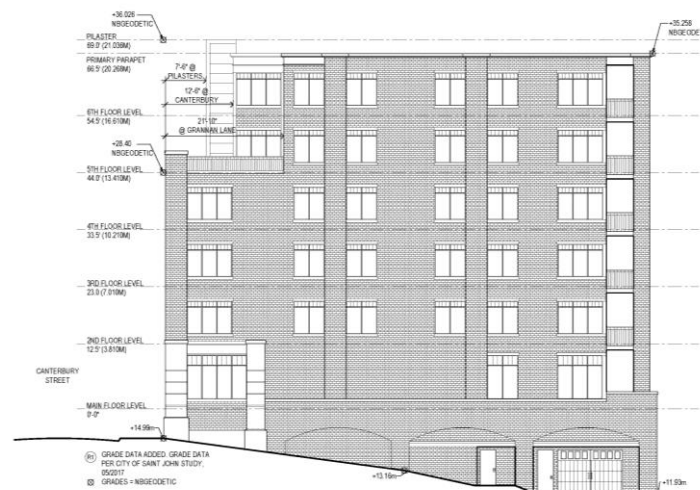 +36.026
NBGEODETIC
PILASTER
69.0' (21.036M)
+35.258
NBGEODE
PRIMARY PARAPET
66.5' (20.268M)
7'-6" @
PILASTERS
12'-6" @
CANTERBURY
6TH FLOOR LEVEL
54.5' (16.610M)
21'-10"
@ GRANNAN LANE
+28.40
NBGEODETIC
5TH FLOOR LEVEL
44.0' (13.410M)
4TH FLOOR LEVEL
33.5' (10.210M)
3RD FLOOR LEVEL
23.0 (7.010M)
2ND FLOOR LEVEL
12.5' (3.810M)
CANTERBURY
STREET
MAIN FLOOR LEVEL
0'-0"
+14.99m
GRADE DATA ADDED. GRADE DATA
PER CITY OF SAINT JOHN STUDY,
05/2017
GRADES = NBGEODETIC
+13.16m
+11.93m